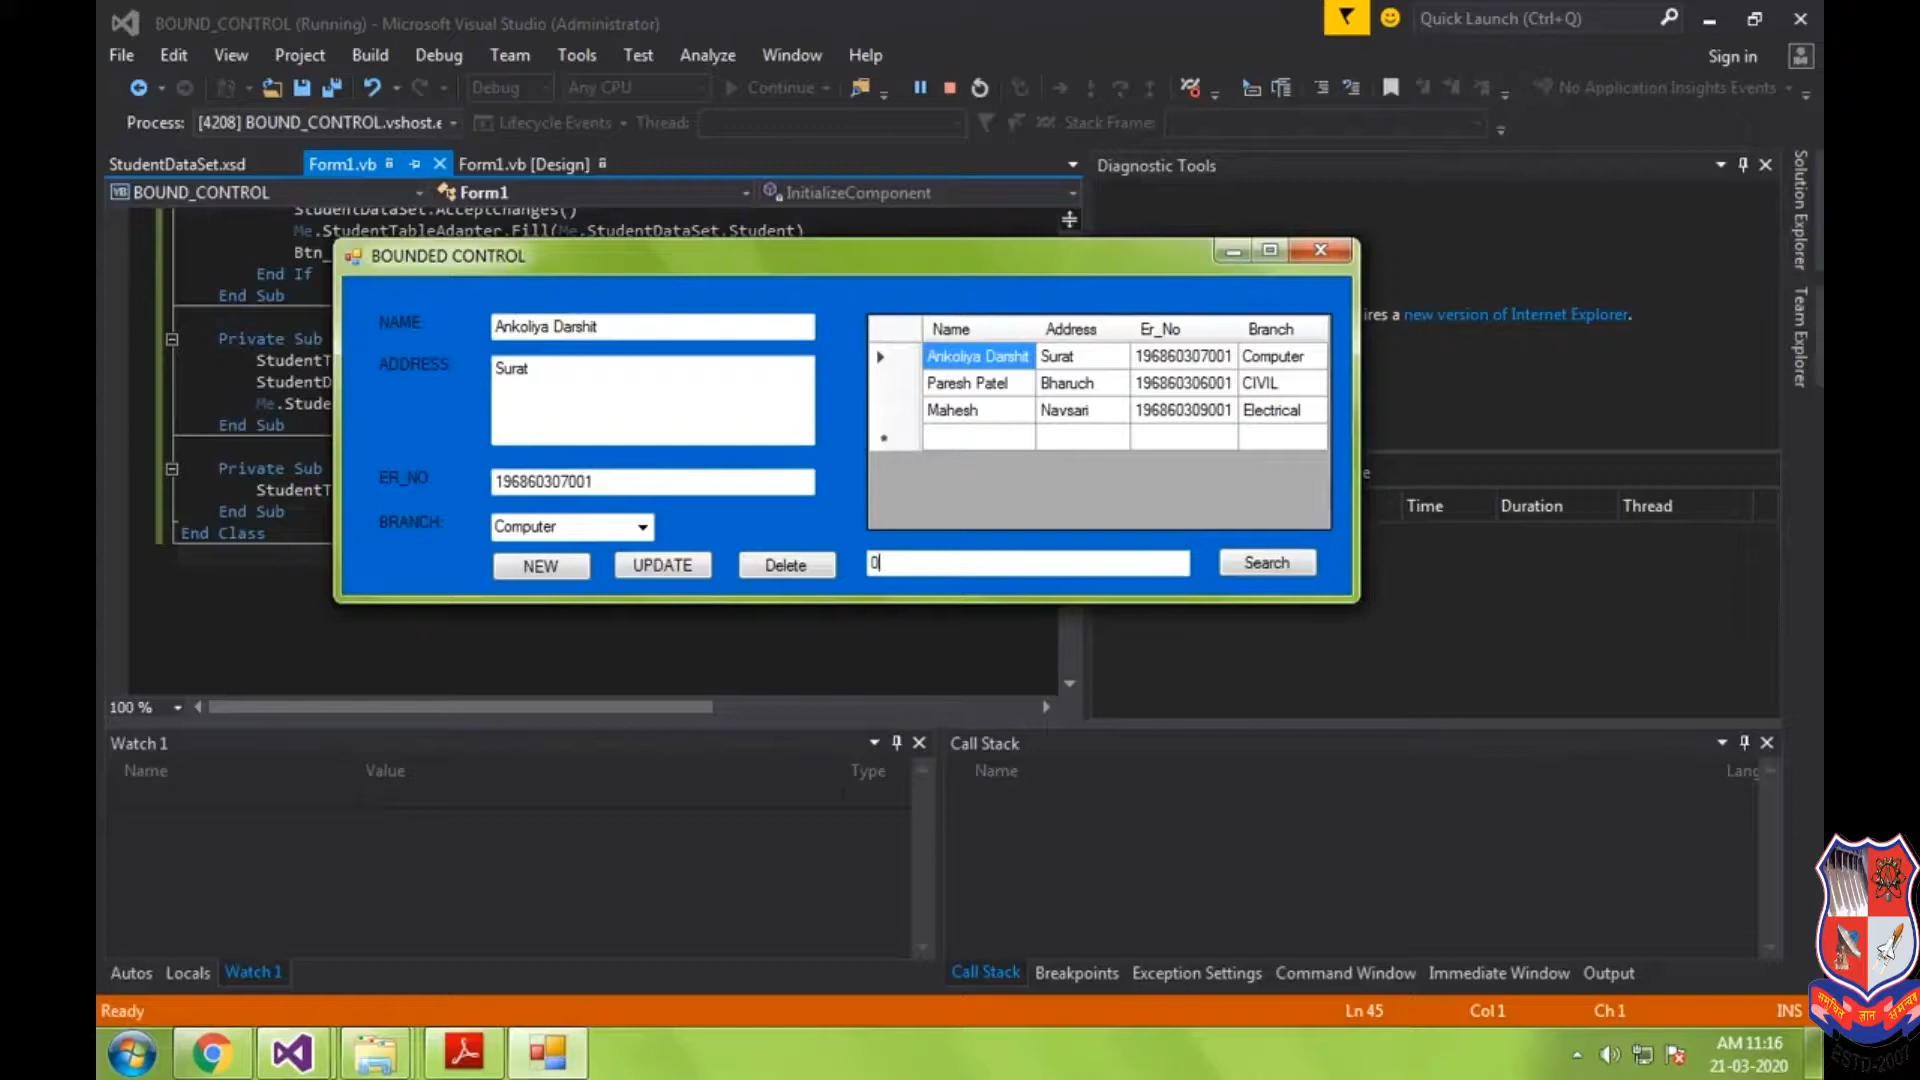 BOUND_CONTROL (Running) - Microsoft Visual Studio (Administrator)
Quick Launch (Ctrl+Q)
File Edit View Project Build Debug Team Tools Test Analyze Window Help
Sign in
Debug Any CPU Continue
No Application Insights Events
Process: [4208] BOUND_CONTROL.vshost.e Lifecycle Events Thread: Stack Frame:
StudentDataSet.xsd Form1.vb Form1.vb [Design]
Diagnostic Tools
BOUND_CONTROL Form1 InitializeComponent
StudentDataSet.AcceptChanges()
Me.StudentTableAdapter.Fill(Me.StudentDataSet.Student)
Btn_
End If
End Sub
Private Sub
StudentT
StudentD
Me.Stude
End Sub
Private Sub
StudentT
End Sub
End Class
BOUNDED CONTROL
NAME: Ankoliya Darshit
ADDRESS: Surat
ER_NO: 196860307001
BRANCH: Computer
NEW UPDATE Delete
Name Address Er_No Branch
Ankoliya Darshit Surat 196860307001 Computer
Paresh Patel Bharuch 196860306001 CIVIL
Mahesh Navsari 196860309001 Electrical
*
0 Search
ires a new version of Internet Explorer.
e
Time Duration Thread
Solution Explorer
Team Explorer
100 %
Watch 1
Name Value Type
Call Stack
Name Lang
Autos Locals Watch 1
Call Stack Breakpoints Exception Settings Command Window Immediate Window Output
Ready Ln 45 Col 1 Ch 1 INS
AM 11:16
21-03-2020
ज्ञान
ESTD-2007